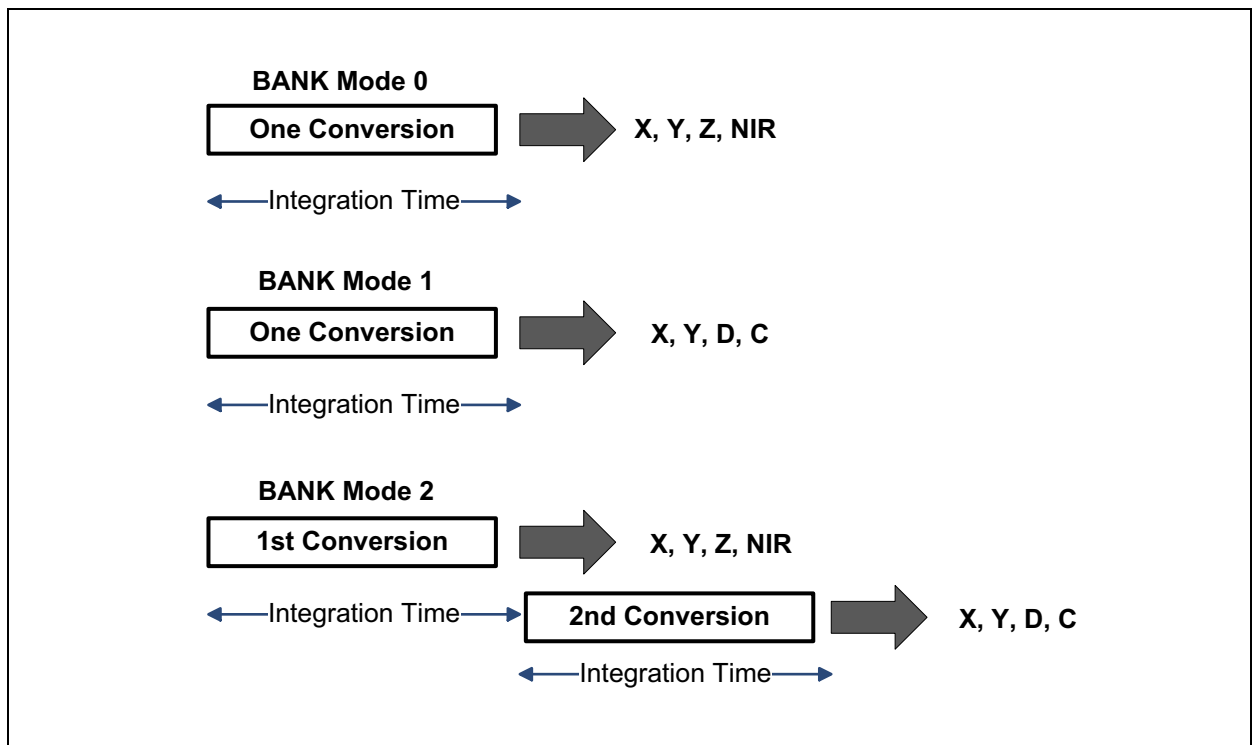 BANK Mode 0
One Conversion
X, Y, Z, NIR
Integration Time
BANK Mode 1
One Conversion
X, Y, D, C
Integration Time
BANK Mode 2
1st Conversion
X, Y, Z, NIR
Integration Time
2nd Conversion
X, Y, D, C
Integration Time